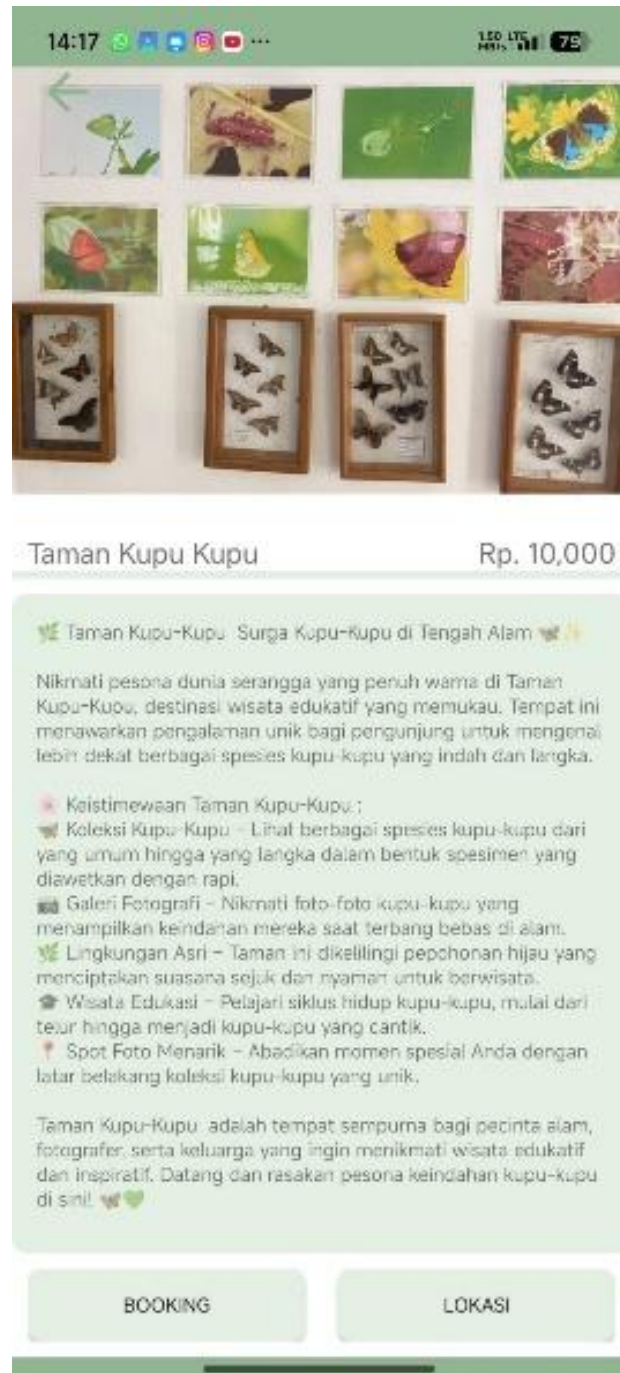 14:17
1.50 LTE
79
Taman Kupu Kupu
Rp. 10,000
Taman Kupu-Kupu Surga Kupu-Kupu di Tengah Alam
Nikmati pesona dunia serangga yang penuh warna di Taman
Kupu-Kupu, destinasi wisata edukatif yang memukau. Tempat ini
menawarkan pengalaman unik bagi pengunjung untuk mengenal
lebih dekat berbagai spesies kupu-kupu yang indah dan langka.
Keistimewaan Taman Kupu-Kupu :
Koleksi Kupu-Kupu – Lihat berbagai spesies kupu-kupu dari
yang umum hingga yang langka dalam bentuk spesimen yang
diawetkan dengan rapi.
Galeri Fotografi – Nikmati foto-foto kupu-kupu yang
menampilkan keindahan mereka saat terbang bebas di alam.
Lingkungan Asri – Taman ini dikelilingi pepohonan hijau yang
menciptakan suasana sejuk dan nyaman untuk berwisata.
Wisata Edukasi – Pelajari siklus hidup kupu-kupu, mulai dari
telur hingga menjadi kupu-kupu yang cantik.
Spot Foto Menarik – Abadikan momen spesial Anda dengan
latar belakang koleksi kupu-kupu yang unik.
Taman Kupu-Kupu adalah tempat sempurna bagi pecinta alam,
fotografer, serta keluarga yang ingin menikmati wisata edukatif
dan inspiratif. Datang dan rasakan pesona keindahan kupu-kupu
di sini!
BOOKING
LOKASI